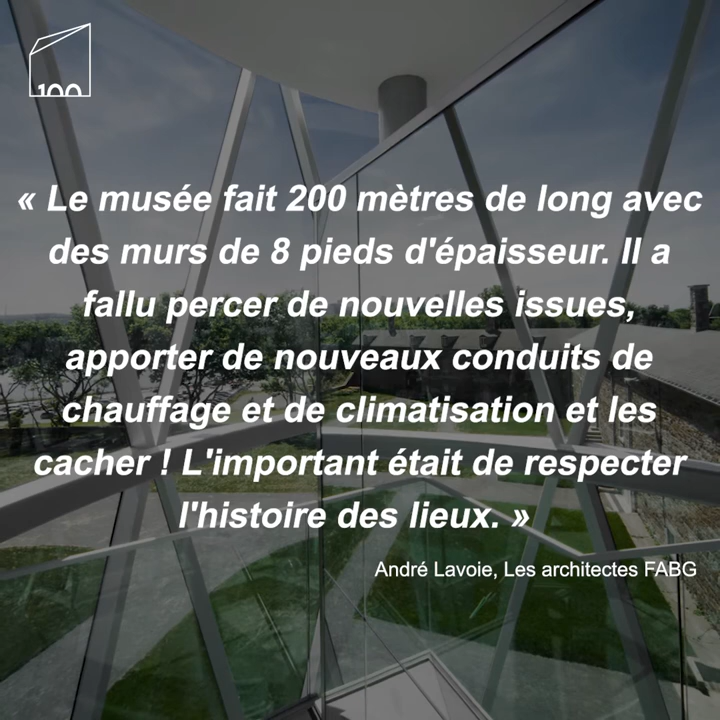 100
« Le musée fait 200 mètres de long avec
des murs de 8 pieds d'épaisseur. Il a
fallu percer de nouvelles issues,
apporter de nouveaux conduits de
chauffage et de climatisation et les
cacher ! L'important était de respecter
l'histoire des lieux. »
André Lavoie, Les architectes FABG